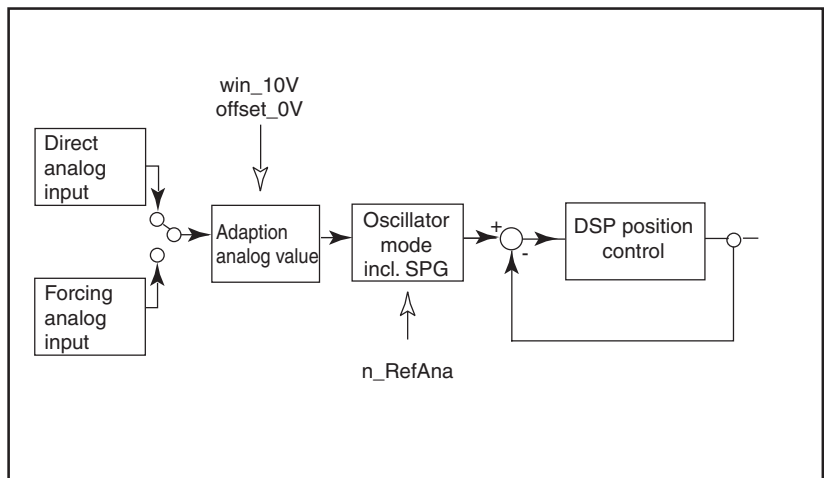 win_10V
offset_0V
Direct
analog
input
Adaption
analog value
Oscillator
mode
incl. SPG
+
-
DSP position
control
Forcing
analog
input
n_RefAna